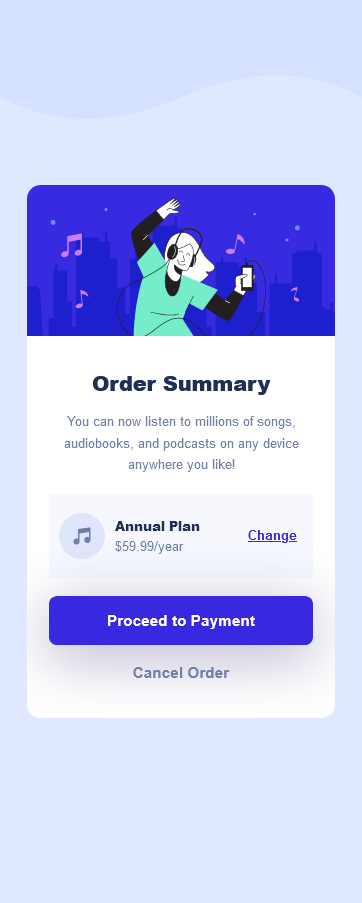 Order Summary
You can now listen to millions of songs,
audiobooks, and podcasts on any device
anywhere you like!
Annual Plan
$59.99/year
Change
Proceed to Payment
Cancel Order